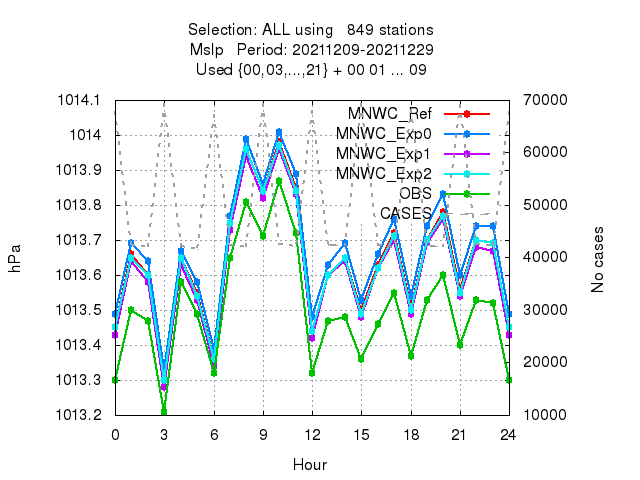 Selection: ALL using   849 stations
Mslp   Period: 20211209-20211229
Used {00,03,...,21} + 00 01 ... 09
1014.1
1014
1013.9
1013.8
1013.7
1013.6
1013.5
1013.4
1013.3
1013.2
hPa
MNWC_Ref
MNWC_Exp0
MNWC_Exp1
MNWC_Exp2
OBS
CASES
70000
60000
50000
40000
30000
20000
10000
No cases
0 3 6 9 12 15 18 21 24
Hour